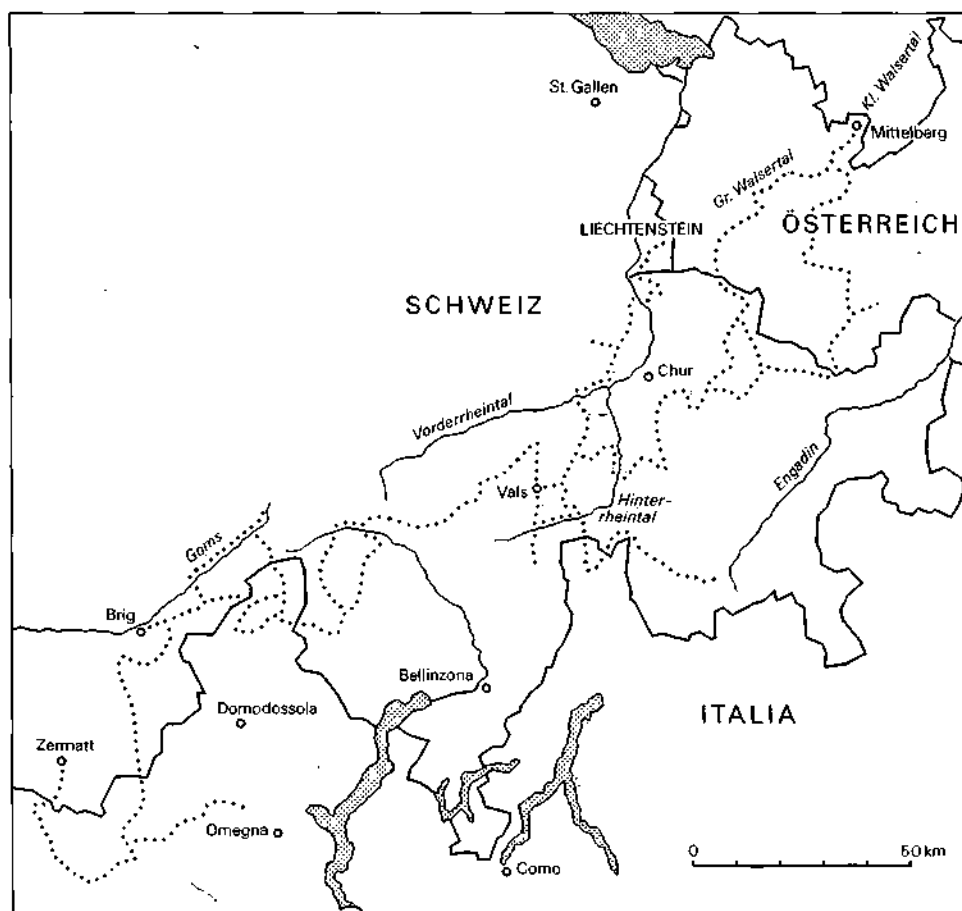 St. Gallen
Kl. Walsertal
Mittelberg
Gr. Walsertal
LIECHTENSTEIN
ÖSTERREICH
SCHWEIZ
Chur
Vorderrheintal
Engadin
Vals
Hinter-
rheintal
Goms
Brig
Bellinzona
Domodossola
ITALIA
Zermatt
Omegna
Como
0 50 km